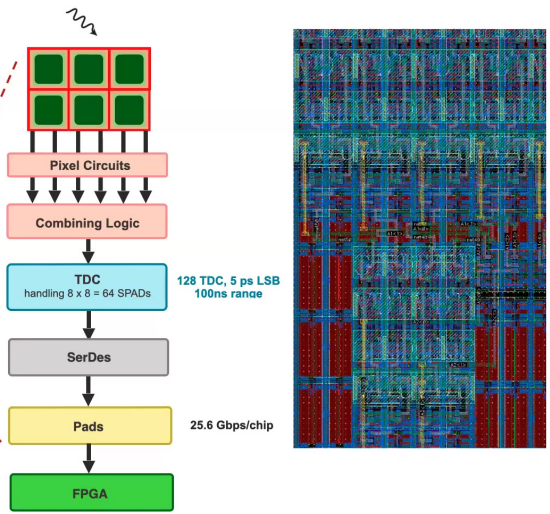 Pixel Circuits
Combining Logic
TDC
handling 8 x 8 = 64 SPADs
128 TDC, 5 ps LSB
100ns range
SerDes
Pads
25.6 Gbps/chip
FPGA